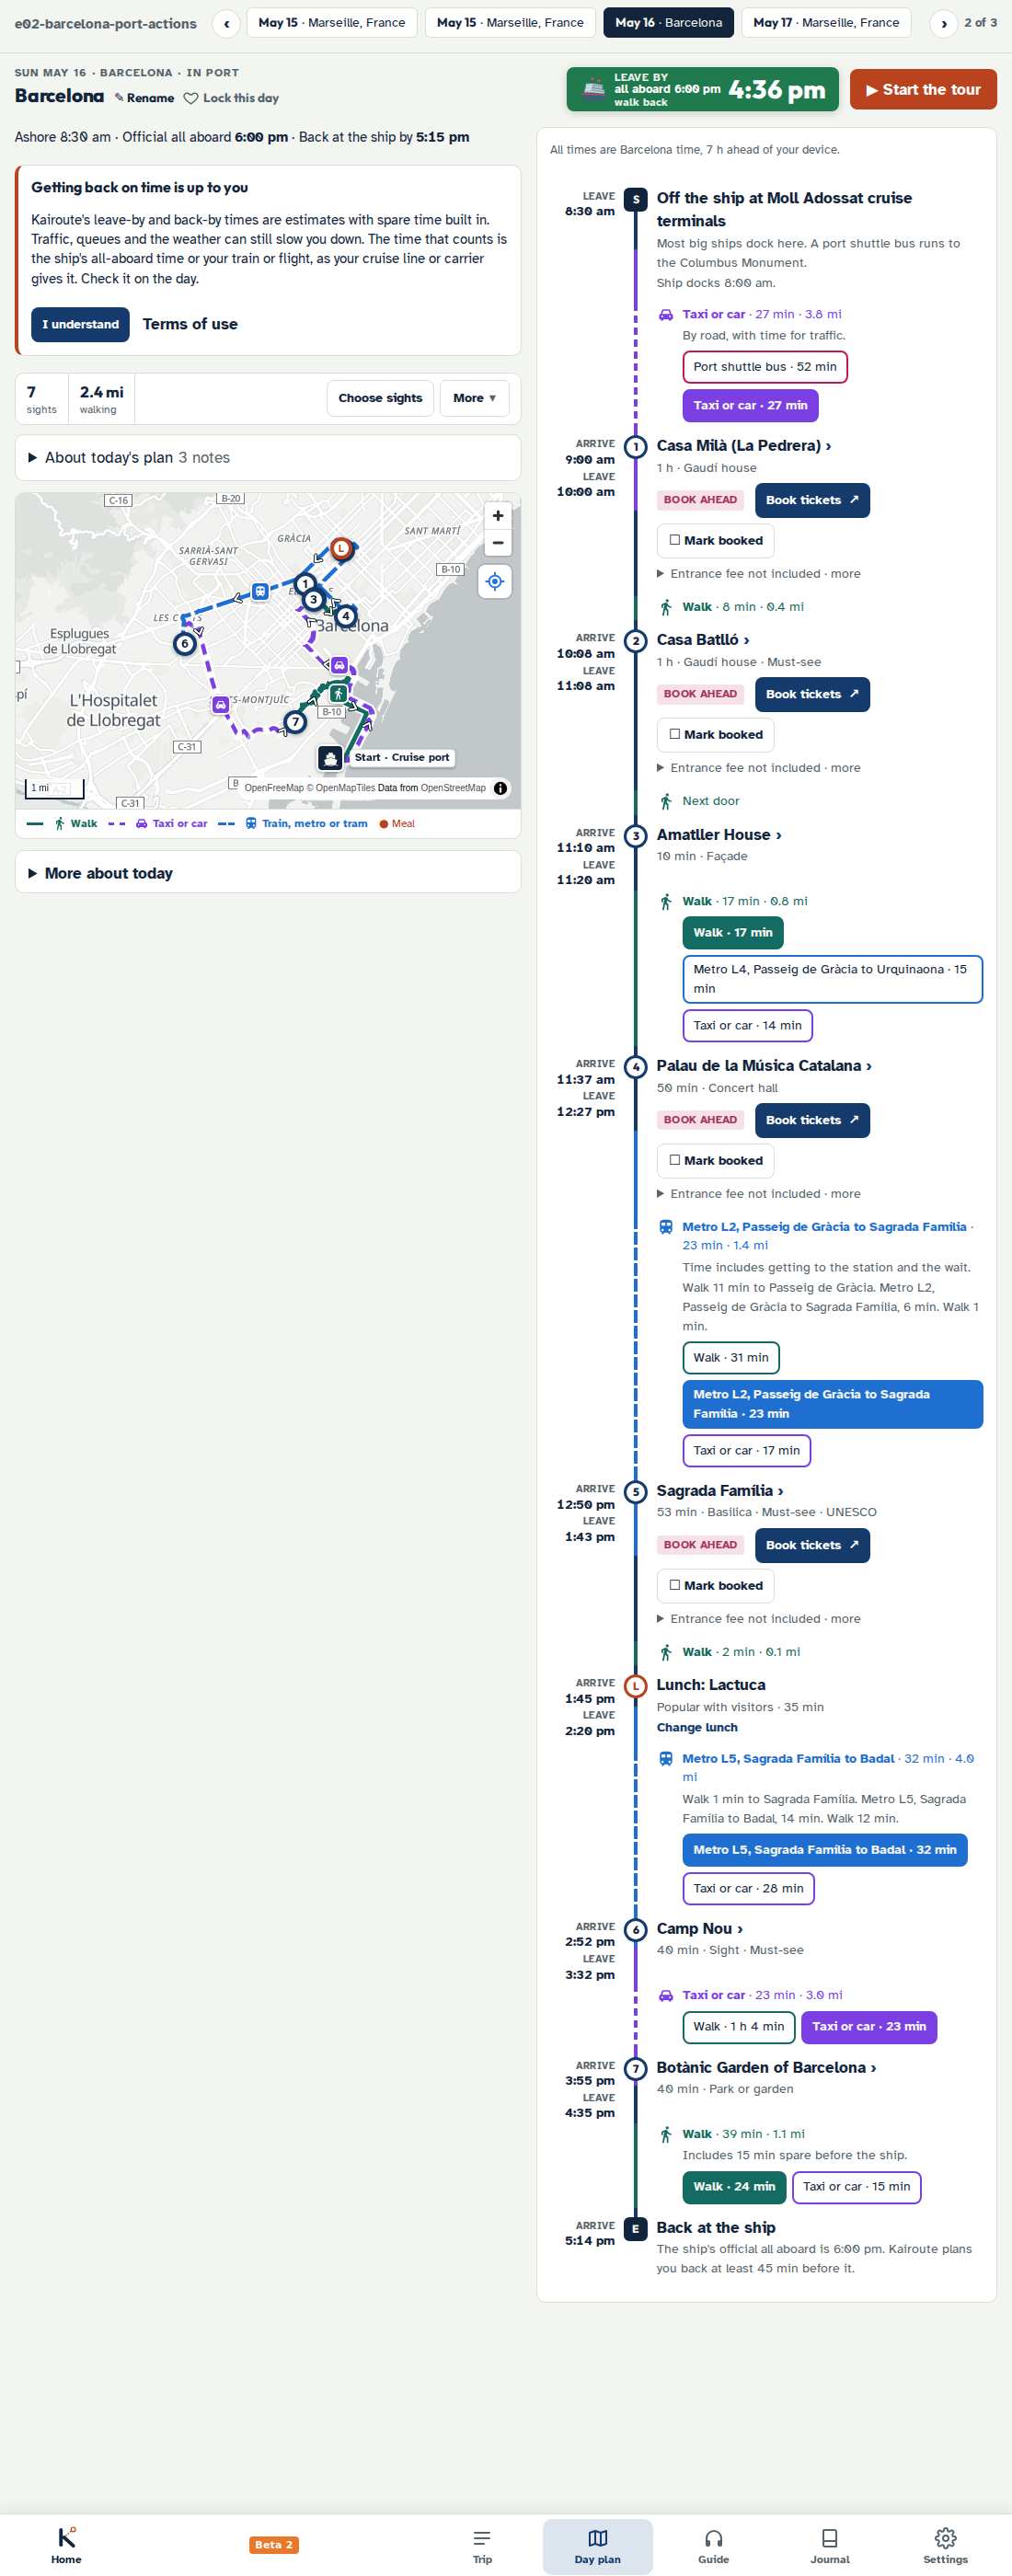 e02-barcelona-port-actions
‹
May 15 · Marseille, France
May 15 · Marseille, France
May 16 · Barcelona
May 17 · Marseille, France
›
2 of 3
SUN MAY 16 · BARCELONA · IN PORT
Barcelona
✎ Rename
Lock this day
LEAVE BY
all aboard 6:00 pm
walk back
4:36 pm
▶ Start the tour
Ashore 8:30 am · Official all aboard 6:00 pm · Back at the ship by 5:15 pm
Getting back on time is up to you
Kairoute's leave-by and back-by times are estimates with spare time built in.
Traffic, queues and the weather can still slow you down. The time that counts is
the ship's all-aboard time or your train or flight, as your cruise line or carrier
gives it. Check it on the day.
I understand
Terms of use
7
sights
2.4 mi
walking
Choose sights
More ▾
▶ About today's plan 3 notes
C-16
B-20
SANT MARTÍ
GRÀCIA
SARRIÀ-SANT
GERVASI
B-10
L
1
3
4
Barcelona
6
Esplugues
de Llobregat
L'Hospitalet
de Llobregat
7
B-10
C-31
Start · Cruise port
1 mi
C-31
OpenFreeMap © OpenMapTiles Data from OpenStreetMap
+
−
Walk
Taxi or car
Train, metro or tram
Meal
▶ More about today
All times are Barcelona time, 7 h ahead of your device.
LEAVE
8:30 am
S
Off the ship at Moll Adossat cruise
terminals
Most big ships dock here. A port shuttle bus runs to
the Columbus Monument.
Ship docks 8:00 am.
Taxi or car · 27 min · 3.8 mi
By road, with time for traffic.
Port shuttle bus · 52 min
Taxi or car · 27 min
ARRIVE
9:00 am
LEAVE
10:00 am
1
Casa Milà (La Pedrera) ›
1 h · Gaudí house
BOOK AHEAD
Book tickets ↗
☐ Mark booked
▶ Entrance fee not included · more
Walk · 8 min · 0.4 mi
ARRIVE
10:08 am
LEAVE
11:08 am
2
Casa Batlló ›
1 h · Gaudí house · Must-see
BOOK AHEAD
Book tickets ↗
☐ Mark booked
▶ Entrance fee not included · more
Next door
ARRIVE
11:10 am
LEAVE
11:20 am
3
Amatller House ›
10 min · Façade
Walk · 17 min · 0.8 mi
Walk · 17 min
Metro L4, Passeig de Gràcia to Urquinaona · 15
min
Taxi or car · 14 min
ARRIVE
11:37 am
LEAVE
12:27 pm
4
Palau de la Música Catalana ›
50 min · Concert hall
BOOK AHEAD
Book tickets ↗
☐ Mark booked
▶ Entrance fee not included · more
Metro L2, Passeig de Gràcia to Sagrada Família ·
23 min · 1.4 mi
Time includes getting to the station and the wait.
Walk 11 min to Passeig de Gràcia. Metro L2,
Passeig de Gràcia to Sagrada Família, 6 min. Walk 1
min.
Walk · 31 min
Metro L2, Passeig de Gràcia to Sagrada
Família · 23 min
Taxi or car · 17 min
ARRIVE
12:50 pm
LEAVE
1:43 pm
5
Sagrada Família ›
53 min · Basilica · Must-see · UNESCO
BOOK AHEAD
Book tickets ↗
☐ Mark booked
▶ Entrance fee not included · more
Walk · 2 min · 0.1 mi
ARRIVE
1:45 pm
LEAVE
2:20 pm
L
Lunch: Lactuca
Popular with visitors · 35 min
Change lunch
Metro L5, Sagrada Família to Badal · 32 min · 4.0
mi
Walk 1 min to Sagrada Família. Metro L5, Sagrada
Família to Badal, 14 min. Walk 12 min.
Metro L5, Sagrada Família to Badal · 32 min
Taxi or car · 28 min
ARRIVE
2:52 pm
LEAVE
3:32 pm
6
Camp Nou ›
40 min · Sight · Must-see
Taxi or car · 23 min · 3.0 mi
Walk · 1 h 4 min
Taxi or car · 23 min
ARRIVE
3:55 pm
LEAVE
4:35 pm
7
Botànic Garden of Barcelona ›
40 min · Park or garden
Walk · 39 min · 1.1 mi
Includes 15 min spare before the ship.
Walk · 24 min
Taxi or car · 15 min
ARRIVE
5:14 pm
E
Back at the ship
The ship's official all aboard is 6:00 pm. Kairoute plans
you back at least 45 min before it.
Home
Beta 2
Trip
Day plan
Guide
Journal
Settings